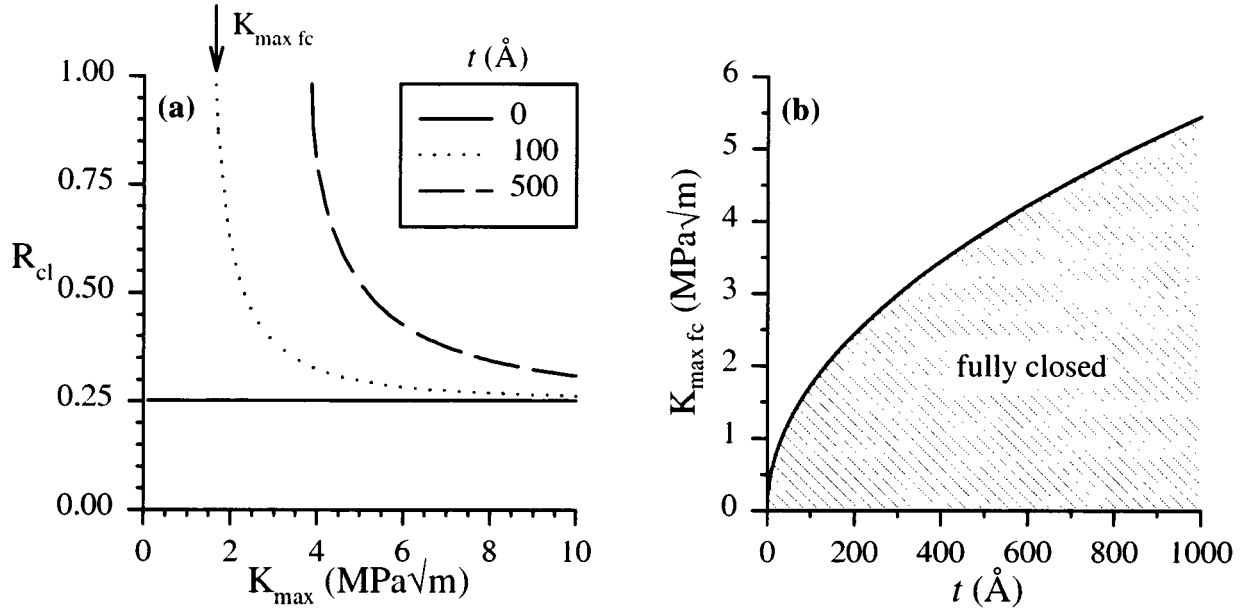 K_max fc
t (Å)
(a)
0
100
500
1.00
0.75
R_cl
0.50
0.25
0.00
0 2 4 6 8 10
K_max (MPa√m)
(b)
6
5
4
3
2
1
0
K_max fc (MPa√m)
fully closed
0 200 400 600 800 1000
t (Å)